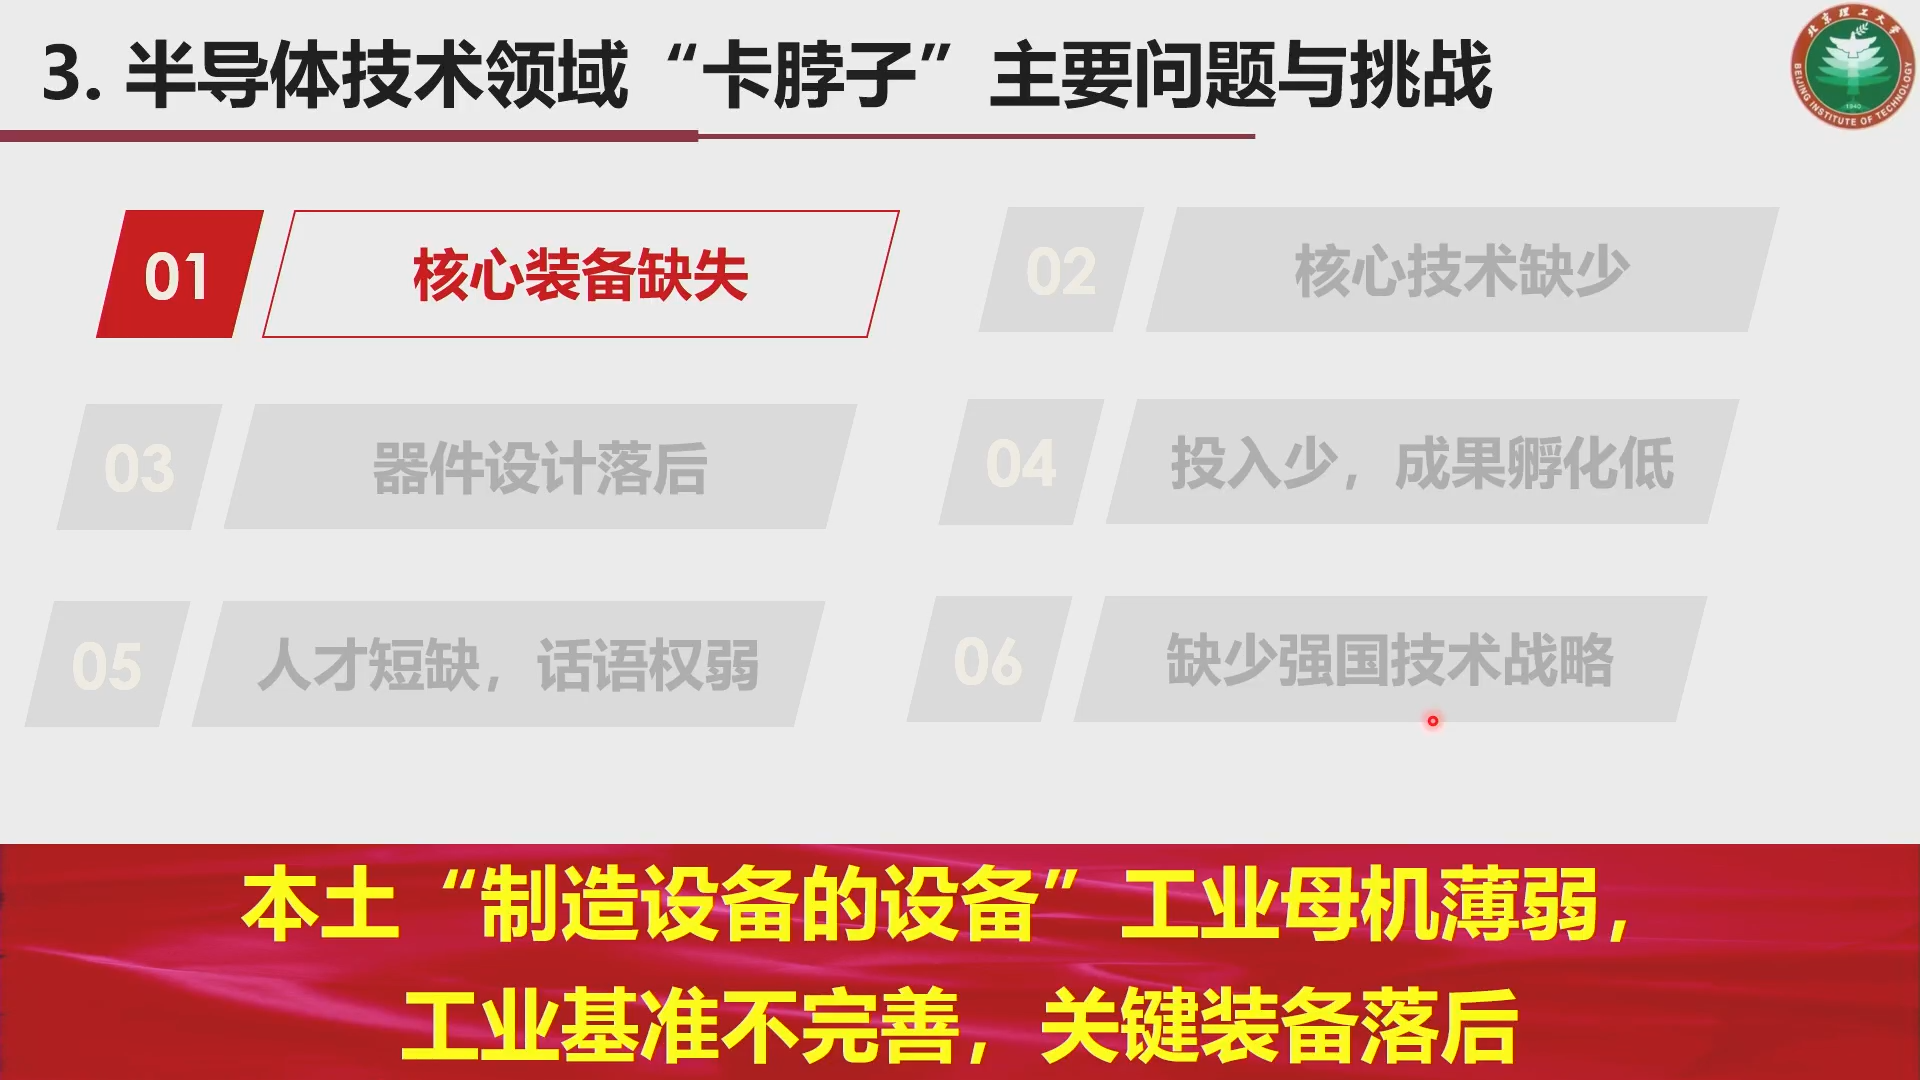 3. 半导体技术领域“卡脖子”主要问题与挑战
北京理工大学
BEIJING INSTITUTE OF TECHNOLOGY
1940
01 核心装备缺失
02 核心技术缺少
03 器件设计落后
04 投入少，成果孵化低
05 人才短缺，话语权弱
06 缺少强国技术战略
本土“制造设备的设备”工业母机薄弱，
工业基准不完善，关键装备落后